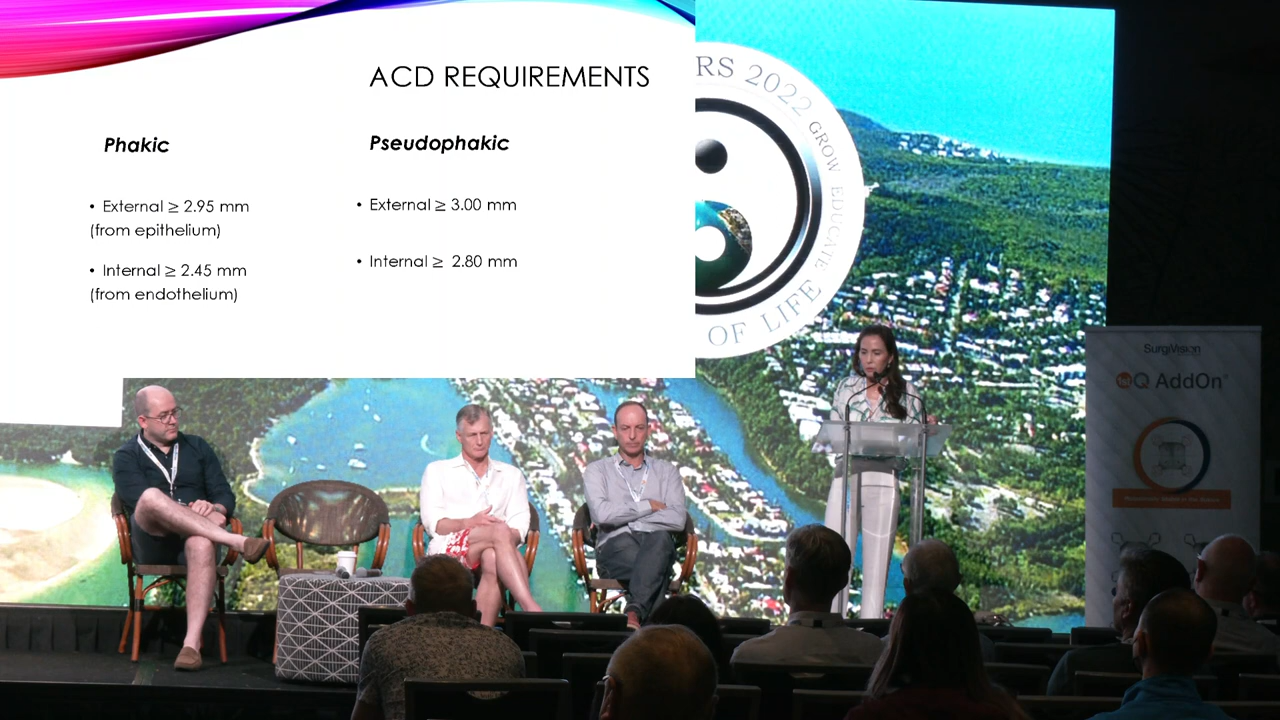 ACD REQUIREMENTS
Phakic
• External ≥ 2.95 mm
(from epithelium)
• Internal ≥ 2.45 mm
(from endothelium)
Pseudophakic
• External ≥ 3.00 mm
• Internal ≥ 2.80 mm
RS 2022 GROW EDUCATE
OF LIFE
SurgiVision
1stQ AddOn®